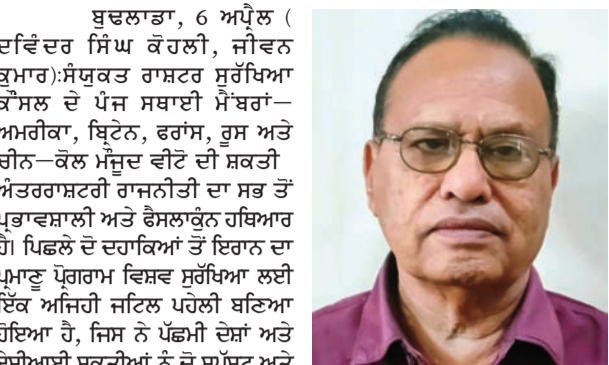 ਬੁਢਲਾਡਾ, 6 ਅਪ੍ਰੈਲ (
ਦਵਿੰਦਰ ਸਿੰਘ ਕੋਹਲੀ, ਜੀਵਨ
ਕੁਮਾਰ):ਸੰਯੁਕਤ ਰਾਸ਼ਟਰ ਸੁਰੱਖਿਆ
ਕੌਂਸਲ ਦੇ ਪੰਜ ਸਥਾਈ ਮੈਂਬਰਾਂ—
ਅਮਰੀਕਾ, ਬ੍ਰਿਟੇਨ, ਫਰਾਂਸ, ਰੂਸ ਅਤੇ
ਚੀਨ—ਕੋਲ ਮੌਜੂਦ ਵੀਟੋ ਦੀ ਸ਼ਕਤੀ
ਅੰਤਰਰਾਸ਼ਟਰੀ ਰਾਜਨੀਤੀ ਦਾ ਸਭ ਤੋਂ
ਪ੍ਰਭਾਵਸ਼ਾਲੀ ਅਤੇ ਫੈਸਲਾਕੁੰਨ ਹਥਿਆਰ
ਹੈ। ਪਿਛਲੇ ਦੋ ਦਹਾਕਿਆਂ ਤੋਂ ਇਰਾਨ ਦਾ
ਪ੍ਰਮਾਣੂ ਪ੍ਰੋਗਰਾਮ ਵਿਸ਼ਵ ਸੁਰੱਖਿਆ ਲਈ
ਇੱਕ ਅਜਿਹੀ ਜਟਿਲ ਪਹੇਲੀ ਬਣਿਆ
ਹੋਇਆ ਹੈ, ਜਿਸ ਨੇ ਪੱਛਮੀ ਦੇਸ਼ਾਂ ਅਤੇ